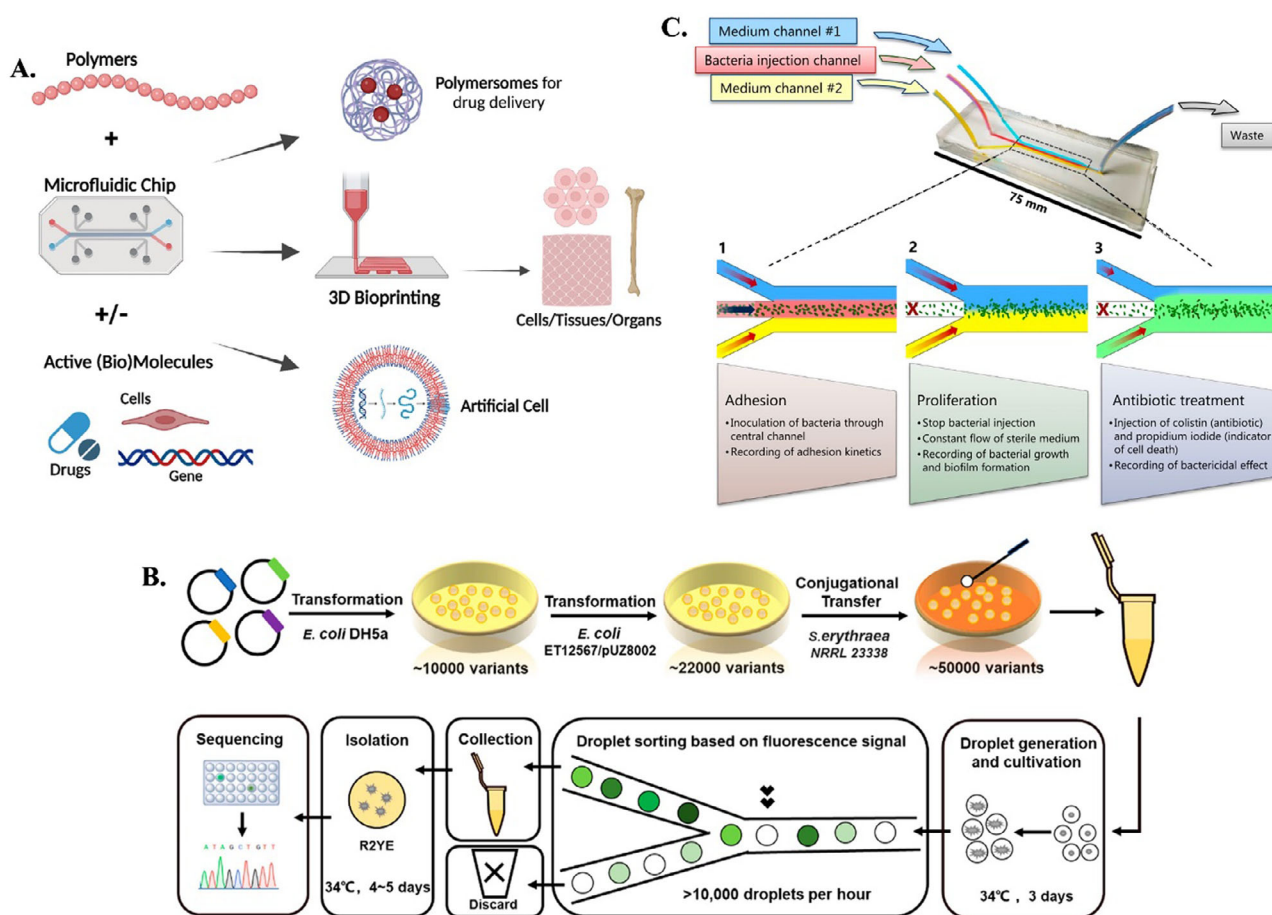 A.
Polymers
+
Microfluidic Chip
+/-
Active (Bio)Molecules
Cells
Drugs
Gene
Polymersomes for
drug delivery
3D Bioprinting
Cells/Tissues/Organs
Artificial Cell
C.
Medium channel #1
Bacteria injection channel
Medium channel #2
Waste
75 mm
1
2
3
X
X
Adhesion
•Inoculation of bacteria through
central channel
•Recording of adhesion kinetics
Proliferation
•Stop bacterial injection
•Constant flow of sterile medium
•Recording of bacterial growth
and biofilm formation
Antibiotic treatment
•Injection of colistin (antibiotic)
and propidium iodide (indicator
of cell death)
•Recording of bactericidal effect
B.
Transformation
E. coli DH5a
~10000 variants
Transformation
E. coli
ET12567/pUZ8002
~22000 variants
Conjugational
Transfer
S.erythraea
NRRL 23338
~50000 variants
Sequencing
A T A G C T G T T
Isolation
R2YE
34℃, 4~5 days
Collection
Discard
Droplet sorting based on fluorescence signal
>10,000 droplets per hour
Droplet generation
and cultivation
34℃ , 3 days